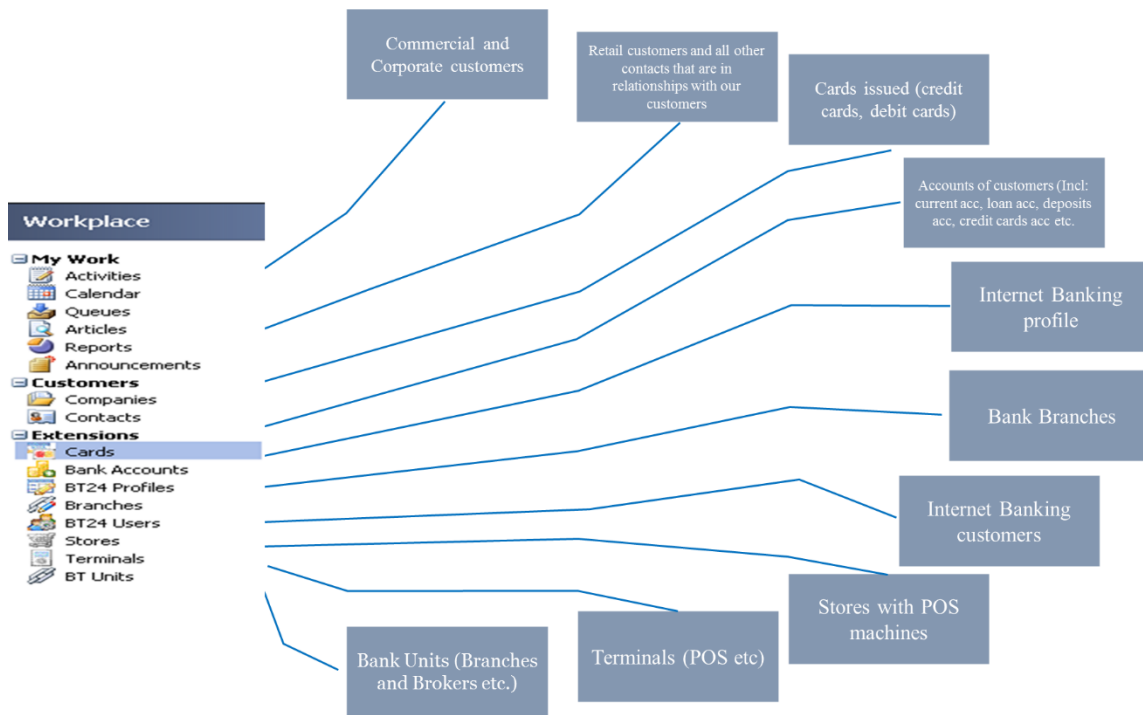 Commercial and
Corporate customers
Retail customers and all other
contacts that are in
relationships with our
customers
Cards issued (credit
cards, debit cards)
Accounts of customers (Incl:
current acc, loan acc, deposits
acc, credit cards acc etc.
Internet Banking
profile
Bank Branches
Internet Banking
customers
Stores with POS
machines
Terminals (POS etc)
Bank Units (Branches
and Brokers etc.)
Workplace
My Work
Activities
Calendar
Queues
Articles
Reports
Announcements
Customers
Companies
Contacts
Extensions
Cards
Bank Accounts
BT24 Profiles
Branches
BT24 Users
Stores
Terminals
BT Units